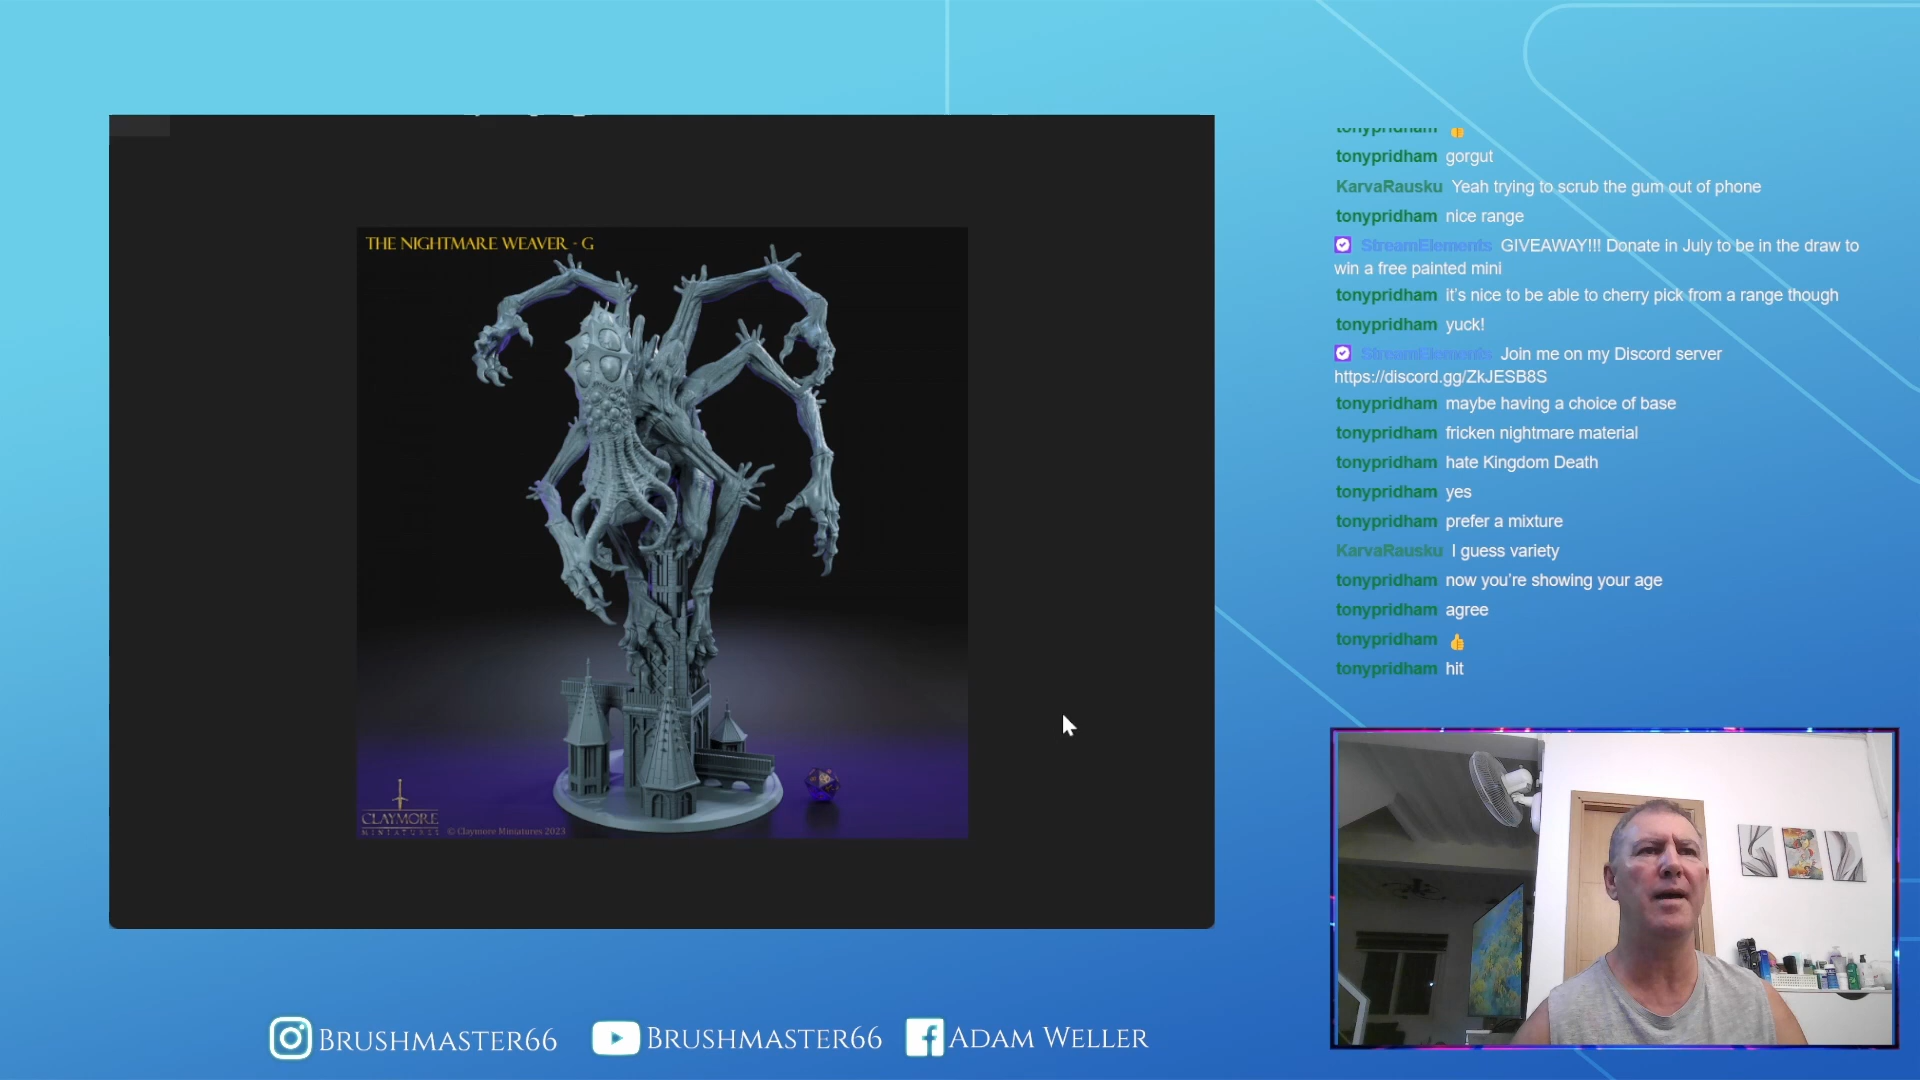 THE NIGHTMARE WEAVER - G
CLAYMORE
MINIATURES
© Claymore Miniatures 2023
tonypridham 👍
tonypridham gorgut
KarvaRausku Yeah trying to scrub the gum out of phone
tonypridham nice range
StreamElements GIVEAWAY!!! Donate in July to be in the draw to
win a free painted mini
tonypridham it's nice to be able to cherry pick from a range though
tonypridham yuck!
StreamElements Join me on my Discord server
https://discord.gg/ZkJESB8S
tonypridham maybe having a choice of base
tonypridham fricken nightmare material
tonypridham hate Kingdom Death
tonypridham yes
tonypridham prefer a mixture
KarvaRausku I guess variety
tonypridham now you're showing your age
tonypridham agree
tonypridham 👍
tonypridham hit
BRUSHMASTER66
BRUSHMASTER66
ADAM WELLER